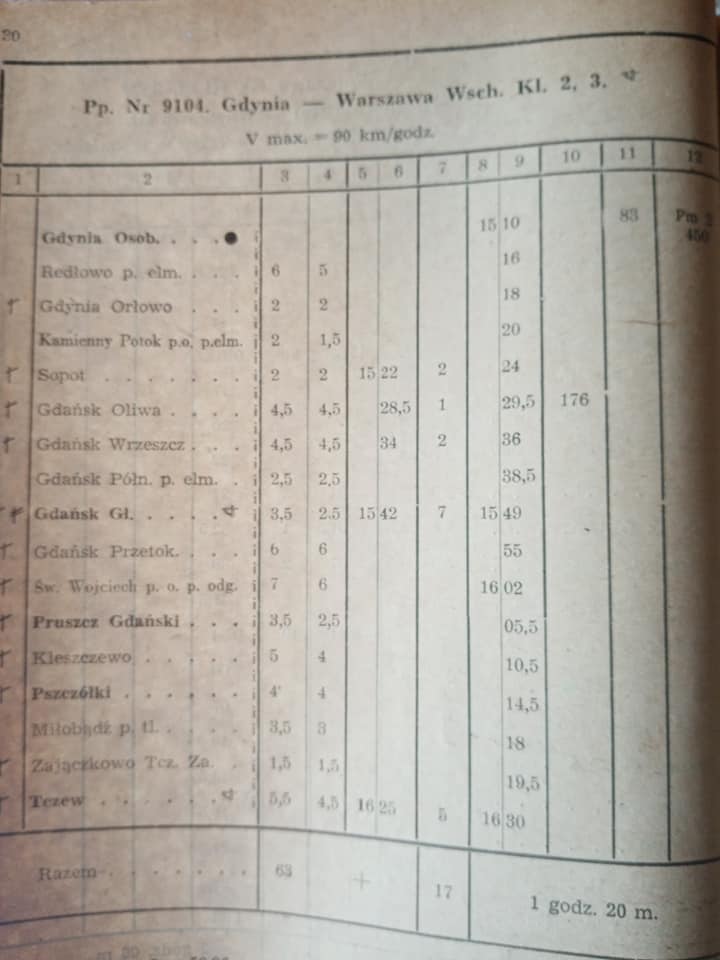 20
Pp. Nr 9104. Gdynia — Warszawa Wsch. Kl. 2, 3.
V max. = 90 km/godz.
1 2 3 4 5 6 7 8 9 10 11 12
Gdynia Osob. . . . ● 15 10 83 Pm
Redłowo p. elm. . . . 6 5 16
Gdynia Orłowo . . . 2 2 18
Kamienny Potok p.o. p.elm. 2 1,5 20
Sopot . . . . . . . 2 2 15 22 2 24
Gdańsk Oliwa . . . . 4,5 4,5 28,5 1 29,5 176
Gdańsk Wrzeszcz . . . 4,5 4,5 34 2 36
Gdańsk Półn. p. elm. . 2,5 2,5 38,5
Gdańsk Gł. . . . . 3,5 2.5 15 42 7 15 49
Gdańsk Przetok. . . . 6 6 55
Św. Wojciech p. o. p. odg. 7 6 16 02
Pruszcz Gdański . . . 3,5 2,5 05,5
Kleszczewo . . . . . 5 4 10,5
Pszczółki . . . . . . 4 4 14,5
Miłobądź p. tl. . . . . 3,5 3 18
Zajączkowo Tcz. Za. . 1,5 1,5 19,5
Tczew . . . . . . 5,5 4,5 16 25 5 16 30
Razem . . . . . . . 63 + 17 1 godz. 20 m.